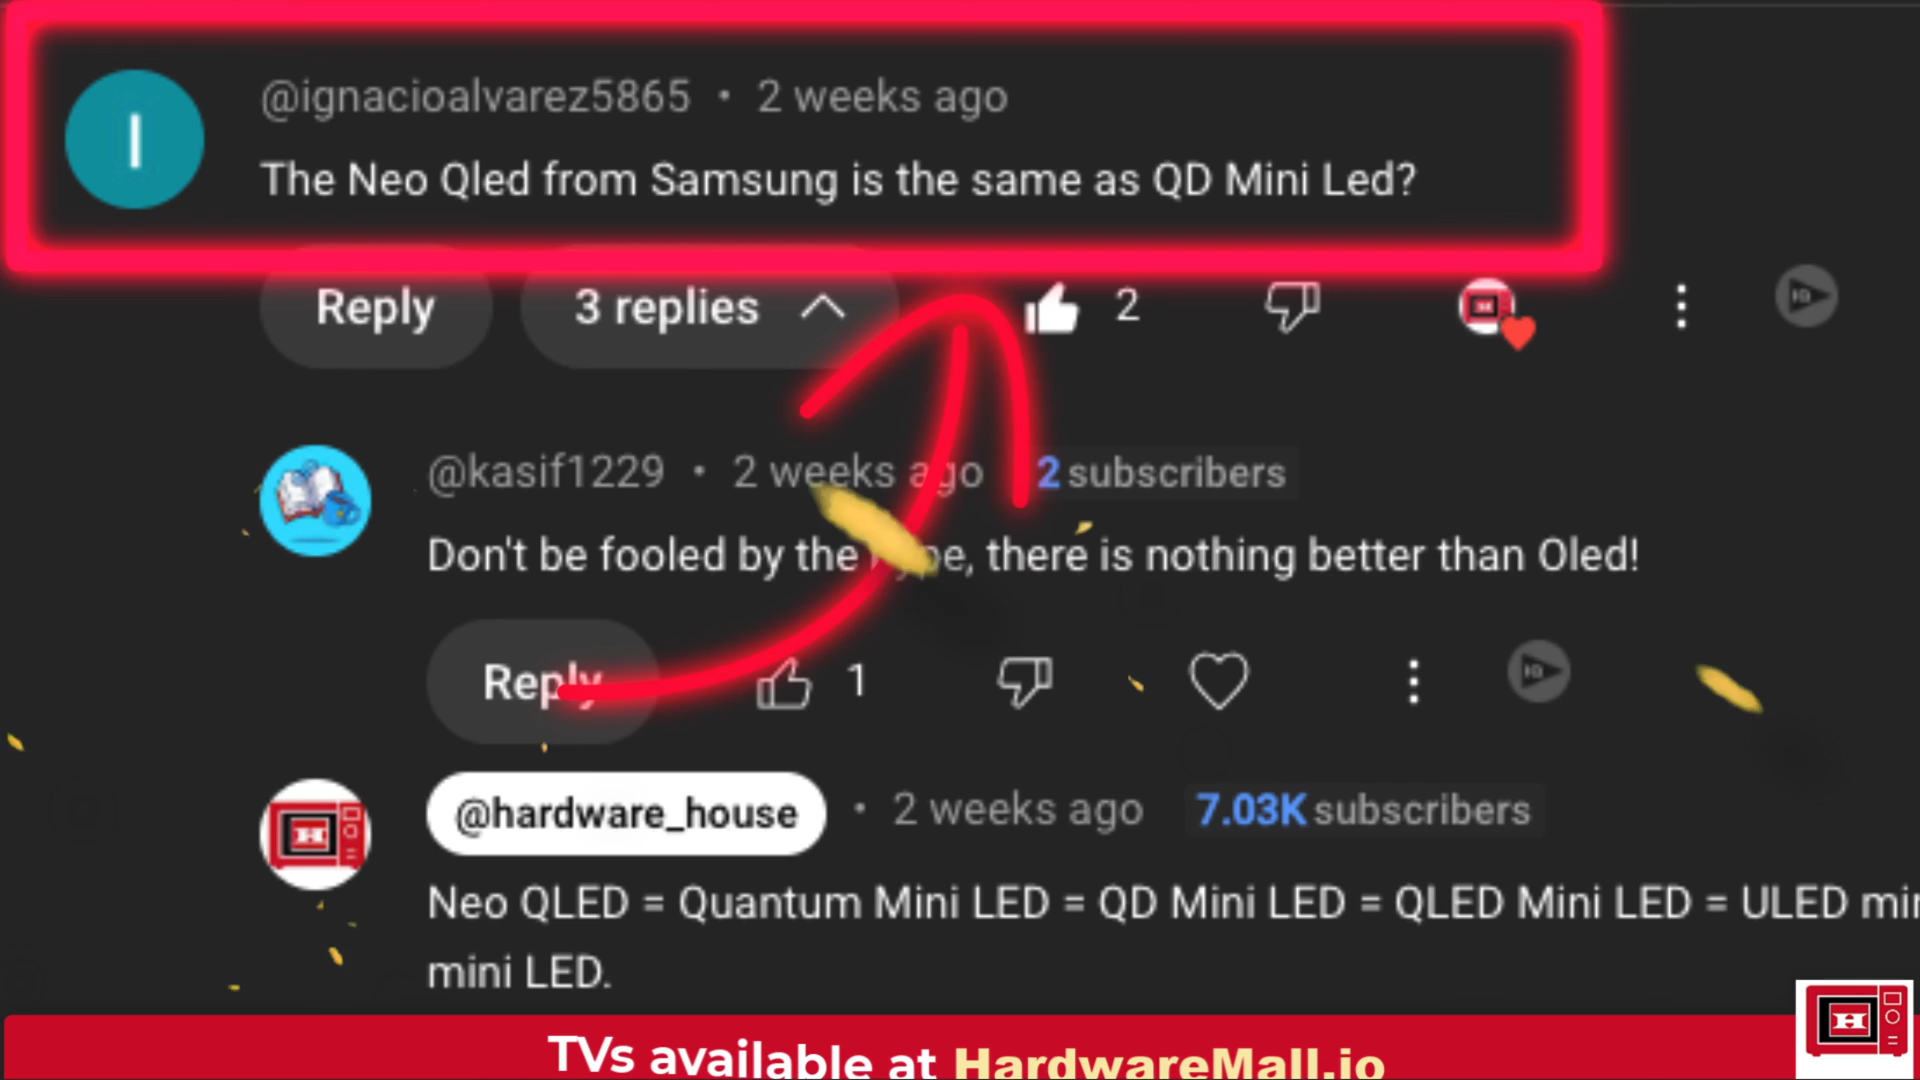 I
@ignacioalvarez5865 • 2 weeks ago
The Neo Qled from Samsung is the same as QD Mini Led?
Reply 3 replies 2
@kasif1229 • 2 weeks ago 2 subscribers
Don't be fooled by the there is nothing better than Oled!
Reply 1
@hardware_house • 2 weeks ago 7.03K subscribers
Neo QLED = Quantum Mini LED = QD Mini LED = QLED Mini LED = ULED
mini LED.
TVs available at HardwareMall.io
H